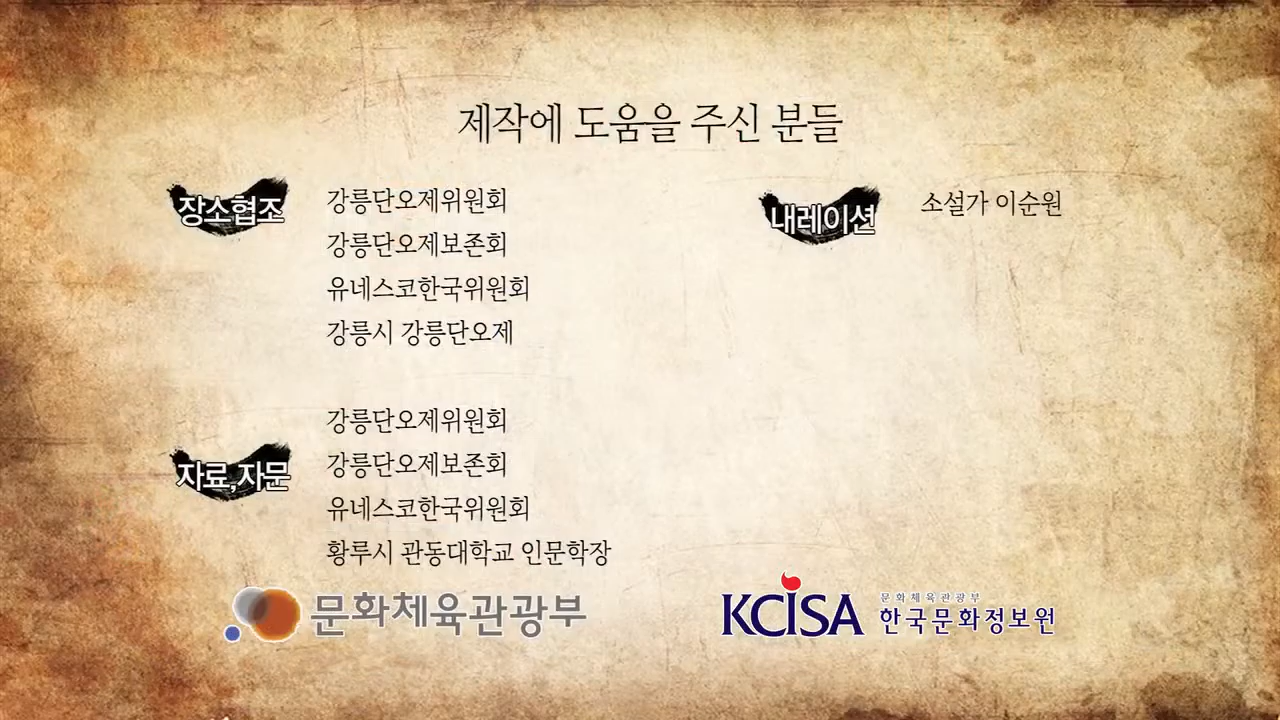 제작에 도움을 주신 분들
장소협조
강릉단오제위원회
강릉단오제보존회
유네스코한국위원회
강릉시 강릉단오제
내레이션
소설가 이순원
자료,자문
강릉단오제위원회
강릉단오제보존회
유네스코한국위원회
황루시 관동대학교 인문학장
문화체육관광부
KCISA
문화체육관광부
한국문화정보원